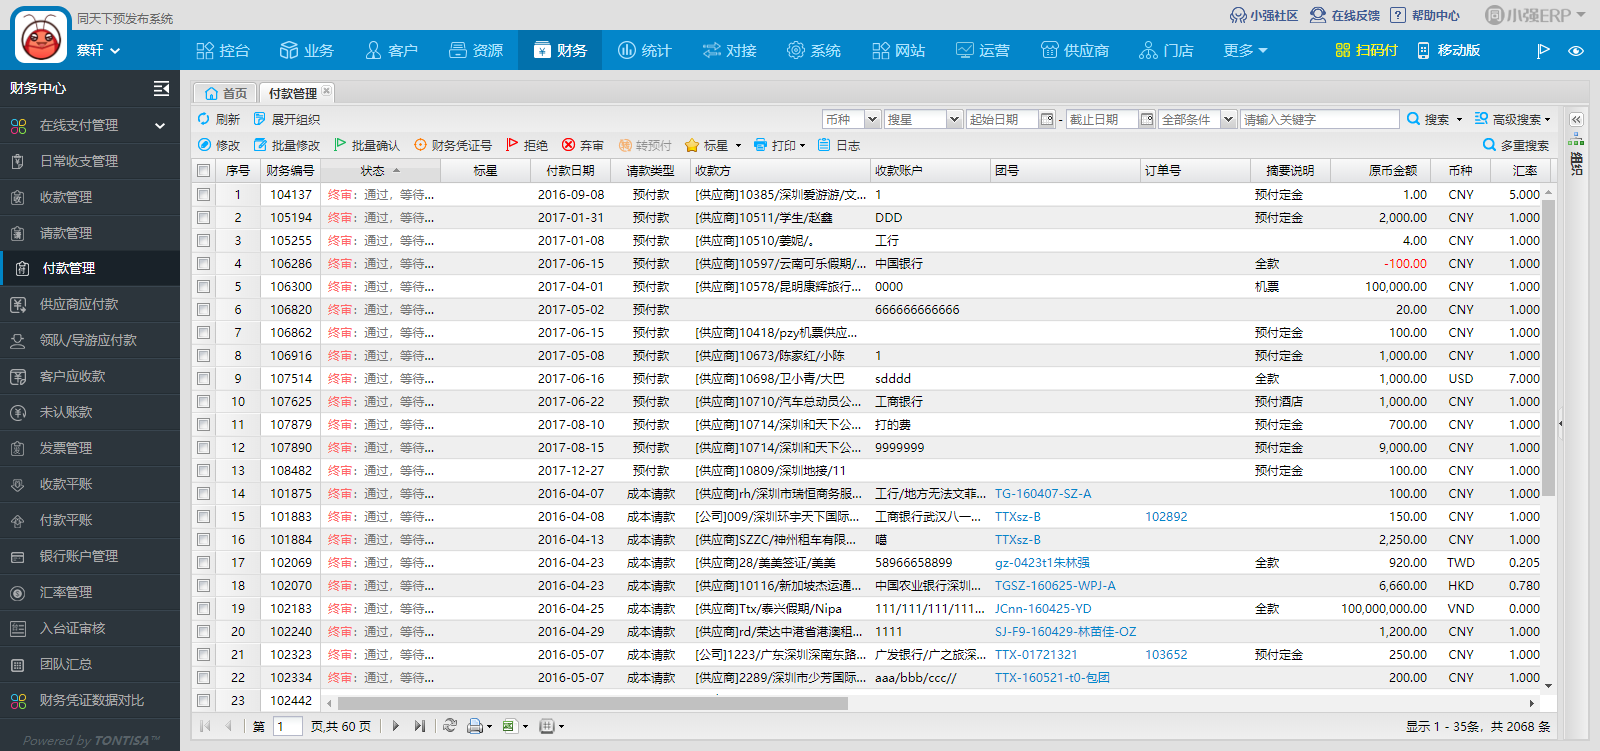 同天下预发布系统
小强社区 在线反馈 帮助中心 同小强ERP
蔡轩 控台 业务 客户 资源 财务 统计 对接 系统 网站 运营 供应商 门店 更多 扫码付 移动版
财务中心
在线支付管理
日常收支管理
收款管理
请款管理
付款管理
供应商应付款
领队/导游应付款
客户应收款
未认账款
发票管理
收款平账
付款平账
银行账户管理
汇率管理
入台证审核
团队汇总
财务凭证数据对比
Powered by TONTISA™
首页 付款管理
刷新 展开组织 币种 搜星 起始日期 - 截止日期 全部条件 请输入关键字 搜索 高级搜索
修改 批量修改 批量确认 财务凭证号 拒绝 弃审 转预付 标星 打印 日志 多重搜索
组织
序号 财务编号 状态 标星 付款日期 请款类型 收款方 收款账户 团号 订单号 摘要说明 原币金额 币种 汇率
1 104137 终审：通过，等待... 2016-09-08 预付款 [供应商]10385/深圳爱游游/文... 1 预付定金 1.00 CNY 5.000
2 105194 终审：通过，等待... 2017-01-31 预付款 [供应商]10511/学生/赵鑫 DDD 预付定金 2,000.00 CNY 1.000
3 105255 终审：通过，等待... 2017-01-08 预付款 [供应商]10510/姜妮/。 工行 4.00 CNY 1.000
4 106286 终审：通过，等待... 2017-06-15 预付款 [供应商]10597/云南可乐假期/... 中国银行 全款 -100.00 CNY 1.000
5 106300 终审：通过，等待... 2017-04-01 预付款 [供应商]10578/昆明康辉旅行... 0000 机票 100,000.00 CNY 1.000
6 106820 终审：通过，等待... 2017-05-02 预付款 666666666666 20.00 CNY 1.000
7 106862 终审：通过，等待... 2017-06-15 预付款 [供应商]10418/pzy机票供应... 预付定金 100.00 CNY 1.000
8 106916 终审：通过，等待... 2017-05-08 预付款 [供应商]10673/陈家红/小陈 1 预付定金 1,000.00 CNY 1.000
9 107514 终审：通过，等待... 2017-06-16 预付款 [供应商]10698/卫小青/大巴 sdddd 全款 1,000.00 USD 7.000
10 107625 终审：通过，等待... 2017-06-22 预付款 [供应商]10710/汽车总动员公... 工商银行 预付酒店 1,000.00 CNY 1.000
11 107879 终审：通过，等待... 2017-08-10 预付款 [供应商]10714/深圳和天下公... 打的费 预付定金 700.00 CNY 1.000
12 107890 终审：通过，等待... 2017-08-15 预付款 [供应商]10714/深圳和天下公... 9999999 预付定金 9,000.00 CNY 1.000
13 108482 终审：通过，等待... 2017-12-27 预付款 [供应商]10809/深圳地接/11 预付定金 100.00 CNY 1.000
14 101875 终审：通过，等待... 2016-04-07 成本请款 [供应商]rh/深圳市瑞恒商务服... 工行/地方无法文菲... TG-160407-SZ-A 100.00 CNY 1.000
15 101883 终审：通过，等待... 2016-04-08 成本请款 [公司]009/深圳环宇天下国际... 工商银行武汉八一... TTXsz-B 102892 150.00 CNY 1.000
16 101884 终审：通过，等待... 2016-04-13 成本请款 [供应商]SZZC/神州租车有限... 噶 TTXsz-B 2,250.00 CNY 1.000
17 102069 终审：通过，等待... 2016-04-23 成本请款 [供应商]28/美美签证/美美 58966658899 gz-0423t1朱林强 全款 920.00 TWD 0.205
18 102070 终审：通过，等待... 2016-04-23 成本请款 [供应商]10116/新加坡杰运通... 中国农业银行深圳... TGSZ-160625-WPJ-A 6,660.00 HKD 0.780
19 102183 终审：通过，等待... 2016-04-25 成本请款 [供应商]Ttx/泰兴假期/Nipa 111/111/111/111... JCnn-160425-YD 全款 100,000,000.00 VND 0.000
20 102240 终审：通过，等待... 2016-04-29 成本请款 [供应商]rd/荣达中港省港澳租... 1111 SJ-F9-160429-林苗佳-OZ 1,200.00 CNY 1.000
21 102323 终审：通过，等待... 2016-05-07 成本请款 [公司]1223/广东深圳深南东路... 广发银行/广之旅深... TTX-01721321 103652 预付定金 250.00 CNY 1.000
22 102334 终审：通过，等待... 2016-05-07 成本请款 [供应商]2289/深圳市少芳国际... aaa/bbb/ccc// TTX-160521-t0-包团 200.00 CNY 1.000
23 102442
第 1 页,共 60 页 显示 1 - 35条，共 2068 条